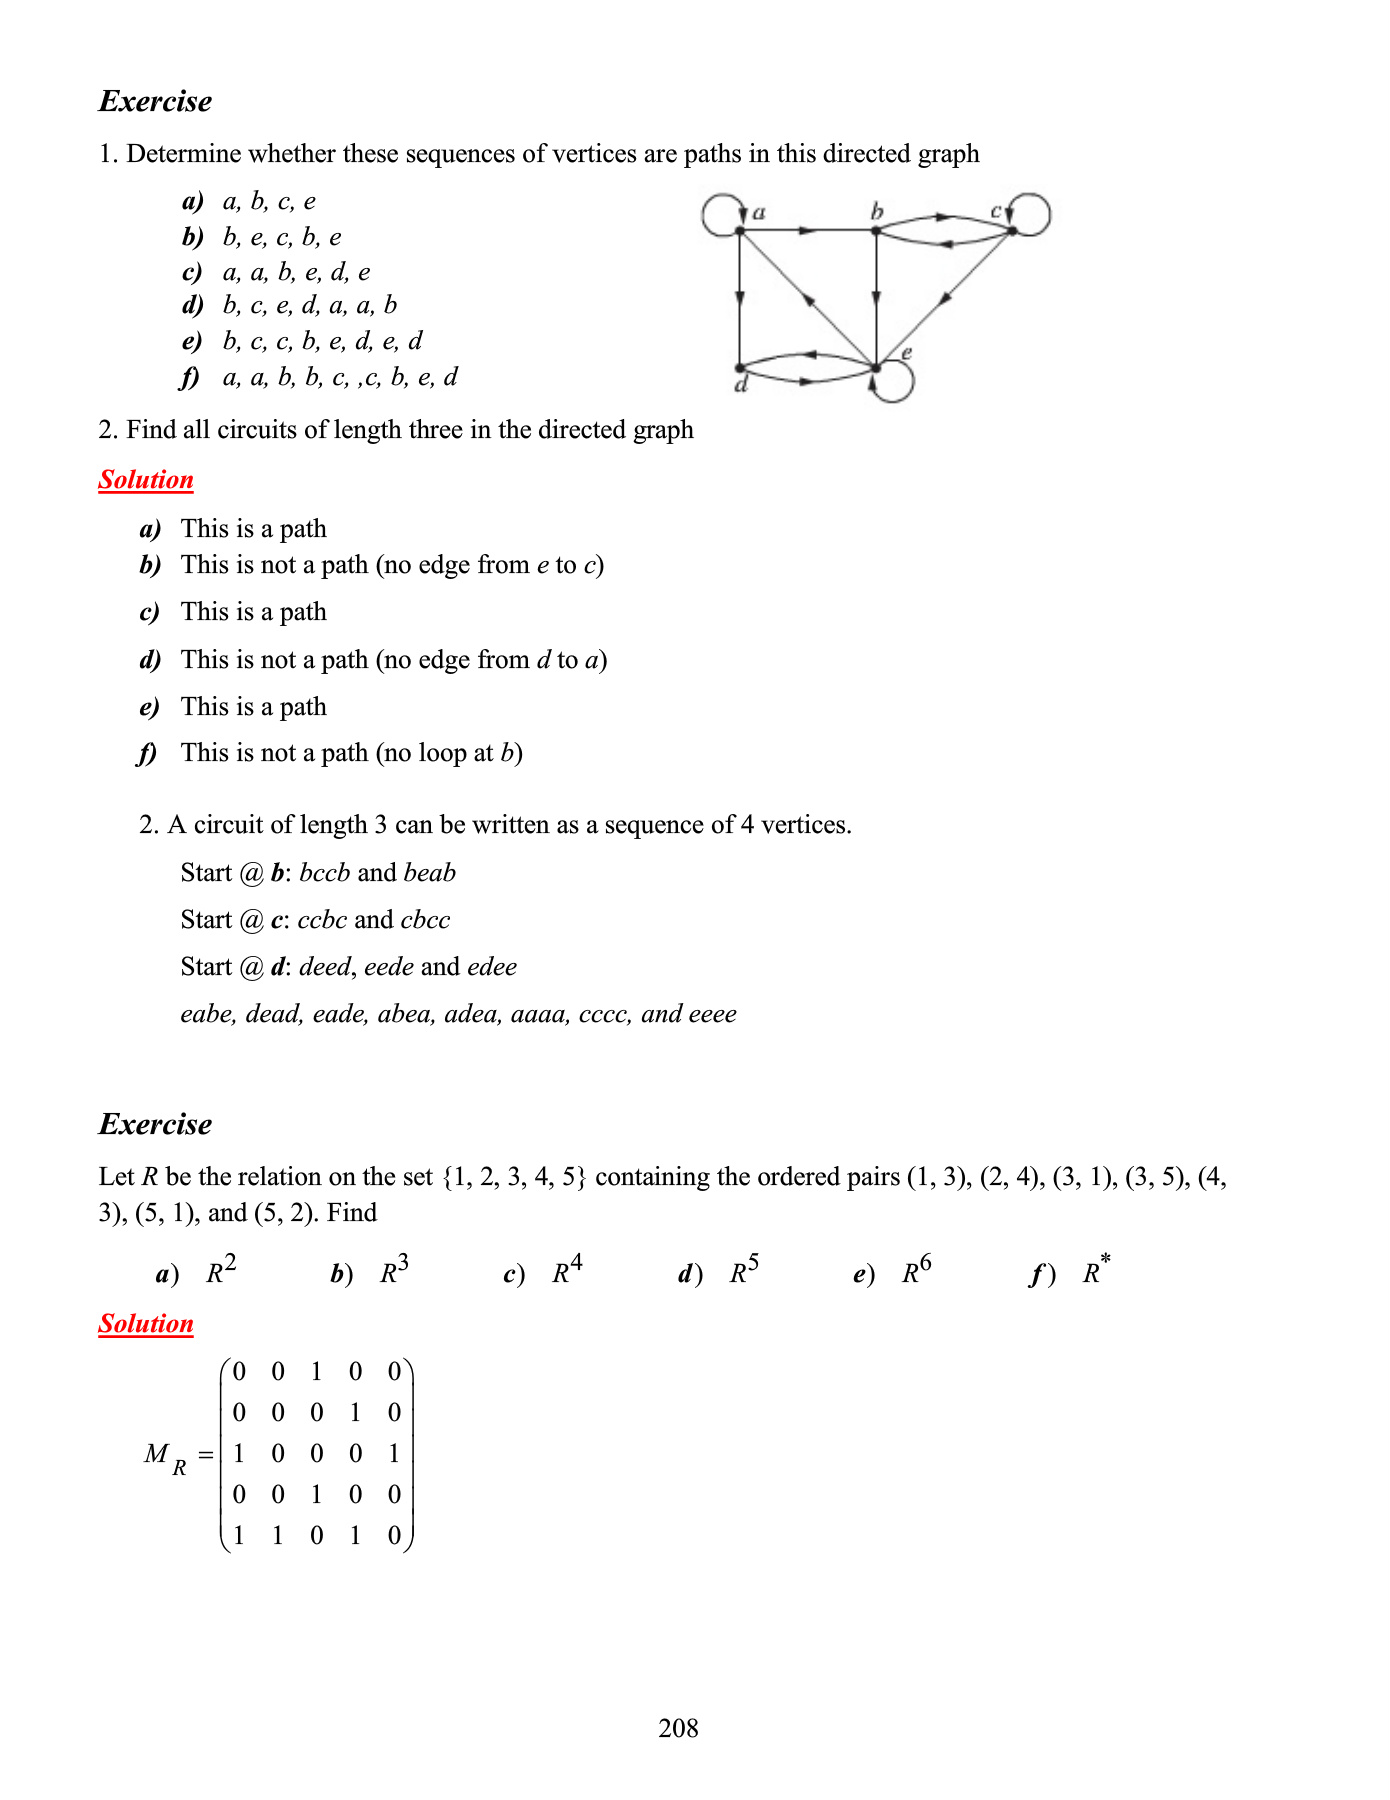 Exercise
1. Determine whether these sequences of vertices are paths in this directed graph
a) a, b, c, e
b) b, e, c, b, e
c) a, a, b, e, d, e
d) b, c, e, d, a, a, b
e) b, c, c, b, e, d, e, d
f) a, a, b, b, c, ,c, b, e, d
a b c
e
d
2. Find all circuits of length three in the directed graph
Solution
a) This is a path
b) This is not a path (no edge from e to c)
c) This is a path
d) This is not a path (no edge from d to a)
e) This is a path
f) This is not a path (no loop at b)
2. A circuit of length 3 can be written as a sequence of 4 vertices.
Start @ b: bccb and beab
Start @ c: ccbc and cbcc
Start @ d: deed, eede and edee
eabe, dead, eade, abea, adea, aaaa, cccc, and eeee
Exercise
Let R be the relation on the set {1, 2, 3, 4, 5} containing the ordered pairs (1, 3), (2, 4), (3, 1), (3, 5), (4,
3), (5, 1), and (5, 2). Find
a) R^2 b) R^3 c) R^4 d) R^5 e) R^6 f) R^*
Solution
0 0 1 0 0
0 0 0 1 0
M_R = 1 0 0 0 1
0 0 1 0 0
1 1 0 1 0
208